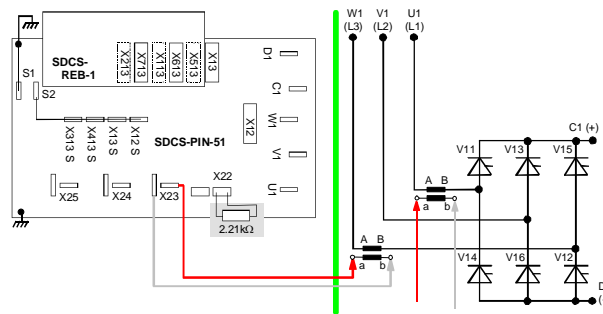 W1 V1 U1
(L3) (L2) (L1)
SDCS-
REB-1
X213
X713
X113
X613
X513
X13
D1
C1
W1
V1
U1
S1
S2
X313 S
X413 S
X13 S
X12 S
SDCS-PIN-51
X12
X25
X24
X23
X22
2.21kΩ
C1 (+)
V11 V13 V15
A B
a b
A B
a b
V14 V16 V12
D
(